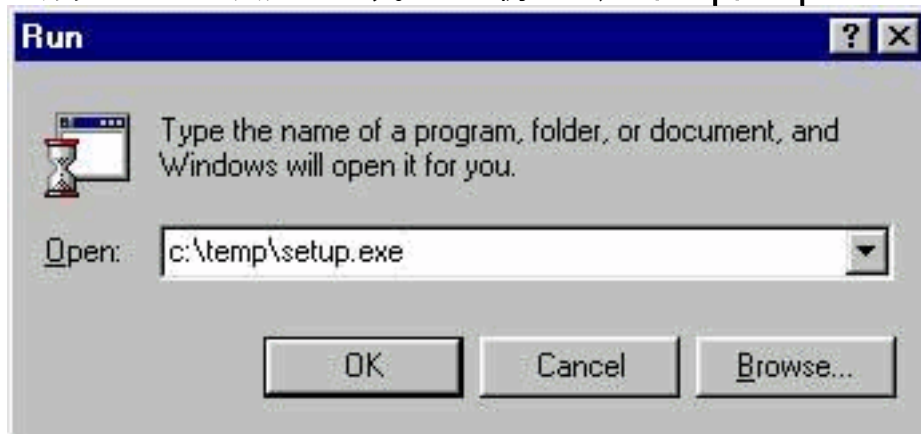 Run
Type the name of a program, folder, or document, and
Windows will open it for you.
Open: c:\temp\setup.exe
OK Cancel Browse...